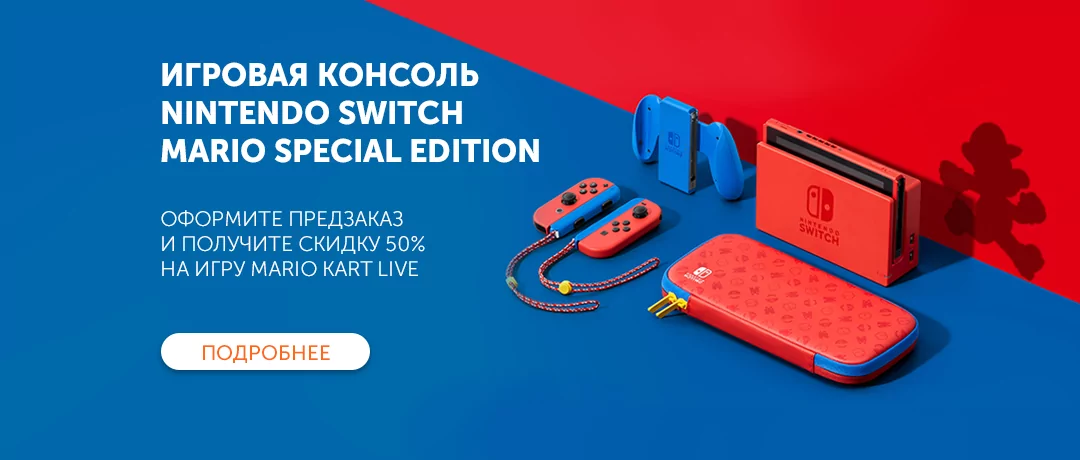 ИГРОВАЯ КОНСОЛЬ
NINTENDO SWITCH
MARIO SPECIAL EDITION
ОФОРМИТЕ ПРЕДЗАКАЗ
И ПОЛУЧИТЕ СКИДКУ 50%
НА ИГРУ MARIO KART LIVE
ПОДРОБНЕЕ
NINTENDO
SWITCH